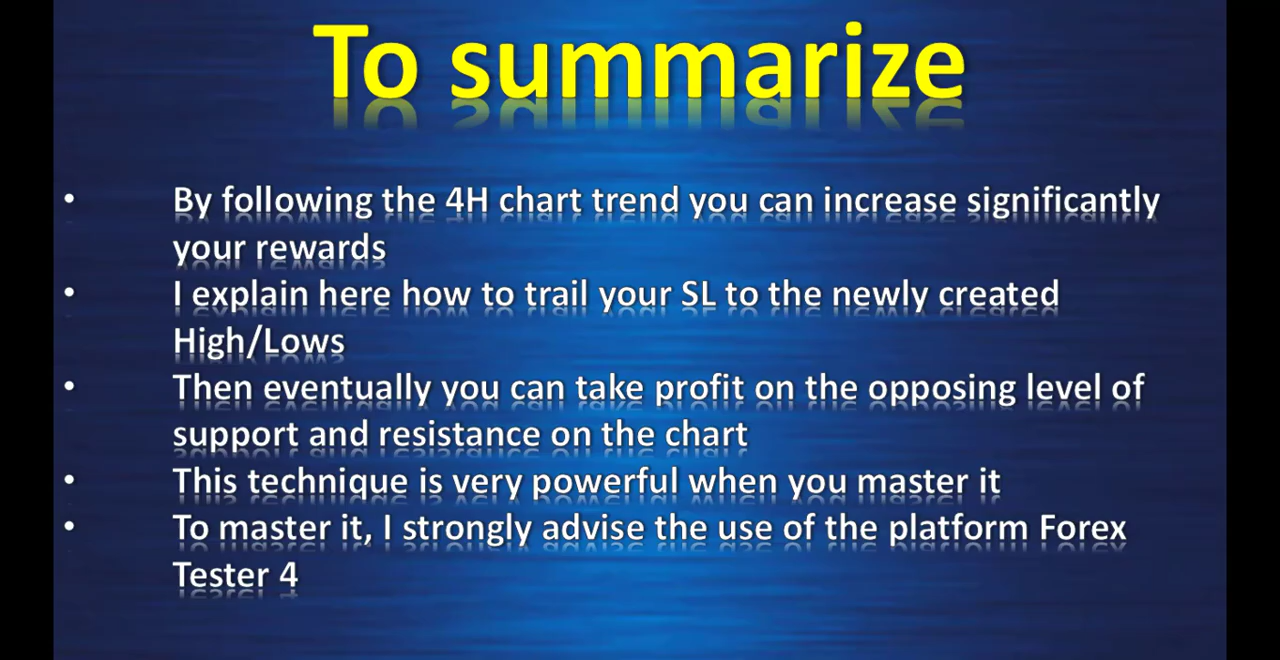 To summarize
• By following the 4H chart trend you can increase significantly
your rewards
• I explain here how to trail your SL to the newly created
High/Lows
• Then eventually you can take profit on the opposing level of
support and resistance on the chart
• This technique is very powerful when you master it
• To master it, I strongly advise the use of the platform Forex
Tester 4